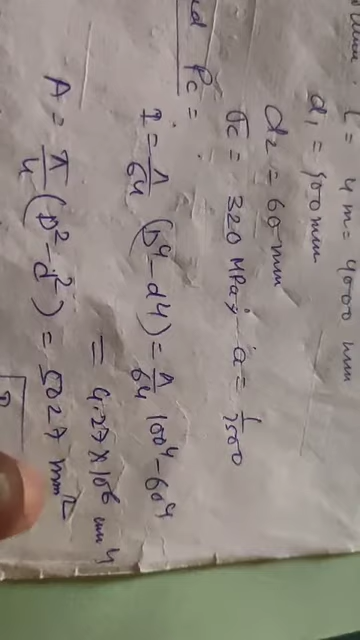 L = 4 m = 4000 mm
d1 = 100 mm
d2 = 60 mm
σc = 320 MPa, a = 1/7500
Pc =
I = π/64 (D⁴ - d⁴) = π/64 100⁴ - 60⁴
= 4.27 × 10⁶ mm⁴
A = π/4 (D² - d²) = 5027 mm²